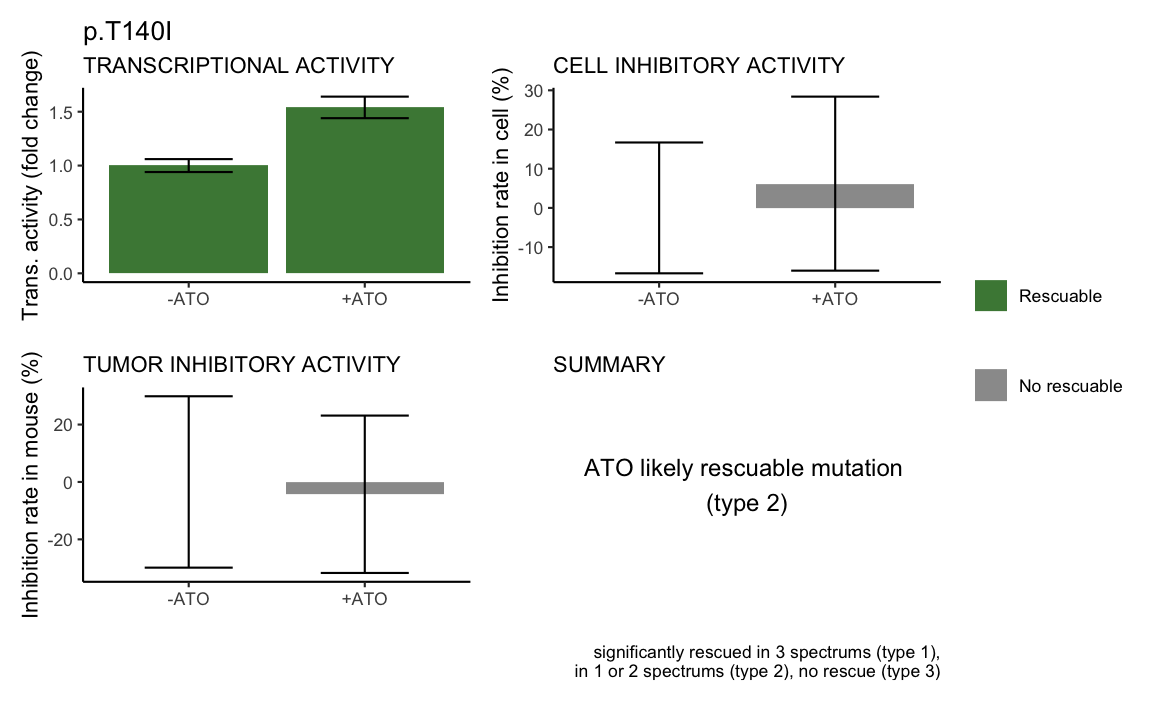 p.T140I
TRANSCRIPTIONAL ACTIVITY
Trans. activity (fold change)
1.5
1.0
0.5
0.0
-ATO
+ATO
CELL INHIBITORY ACTIVITY
Inhibition rate in cell (%)
30
20
10
0
-10
-ATO
+ATO
Rescuable
No rescuable
TUMOR INHIBITORY ACTIVITY
Inhibition rate in mouse (%)
20
0
-20
-ATO
+ATO
SUMMARY
ATO likely rescuable mutation
(type 2)
significantly rescued in 3 spectrums (type 1),
in 1 or 2 spectrums (type 2), no rescue (type 3)